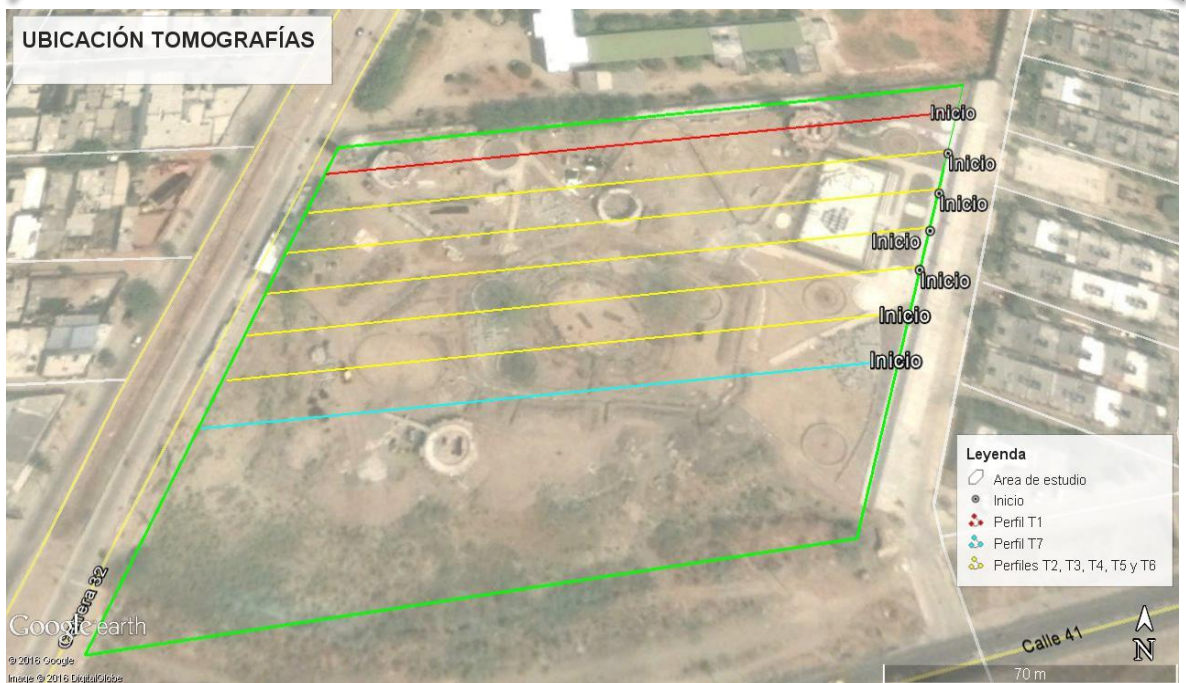 UBICACIÓN TOMOGRAFÍAS
Inicio
Inicio
Inicio
Inicio
Inicio
Inicio
Inicio
Leyenda
Area de estudio
Inicio
Perfil T1
Perfil T7
Perfiles T2, T3, T4, T5 y T6
Carrera 32
Google earth
© 2016 Google
Image © 2016 DigitalGlobe
Calle 41
N
70 m